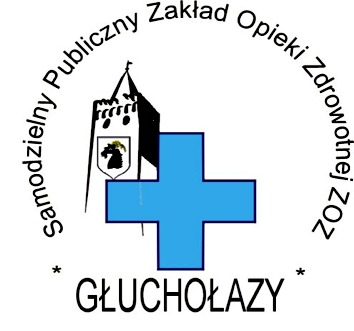 Samodzielny Publiczny Zakład Opieki Zdrowotnej ZOZ
* GŁUCHOŁAZY *